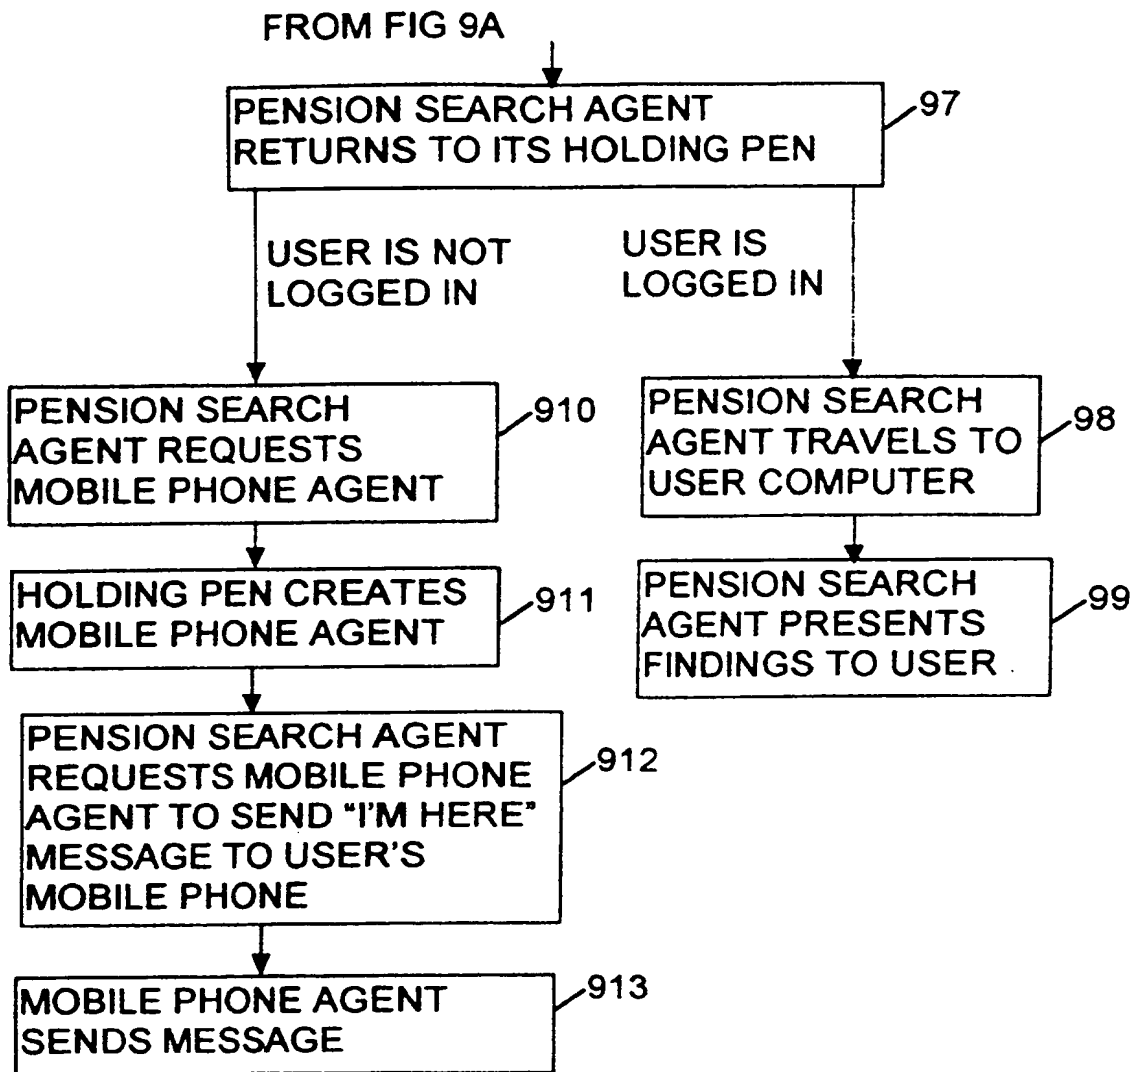 FROM FIG 9A
PENSION SEARCH AGENT
RETURNS TO ITS HOLDING PEN
97
USER IS NOT
LOGGED IN
USER IS
LOGGED IN
PENSION SEARCH
AGENT REQUESTS
MOBILE PHONE AGENT
910
PENSION SEARCH
AGENT TRAVELS TO
USER COMPUTER
98
HOLDING PEN CREATES
MOBILE PHONE AGENT
911
PENSION SEARCH
AGENT PRESENTS
FINDINGS TO USER
99
PENSION SEARCH AGENT
REQUESTS MOBILE PHONE
AGENT TO SEND "I'M HERE"
MESSAGE TO USER'S
MOBILE PHONE
912
MOBILE PHONE AGENT
SENDS MESSAGE
913